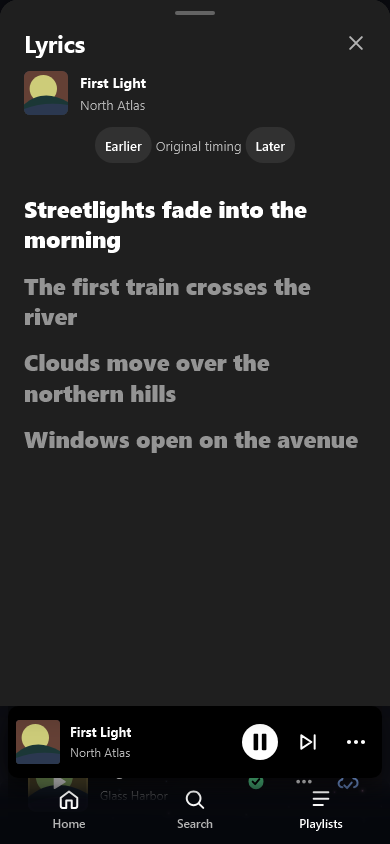 Lyrics
First Light
North Atlas
Earlier Original timing Later
Streetlights fade into the
morning
The first train crosses the
river
Clouds move over the
northern hills
Windows open on the avenue
First Light
North Atlas
Glass Harbor
Home Search Playlists